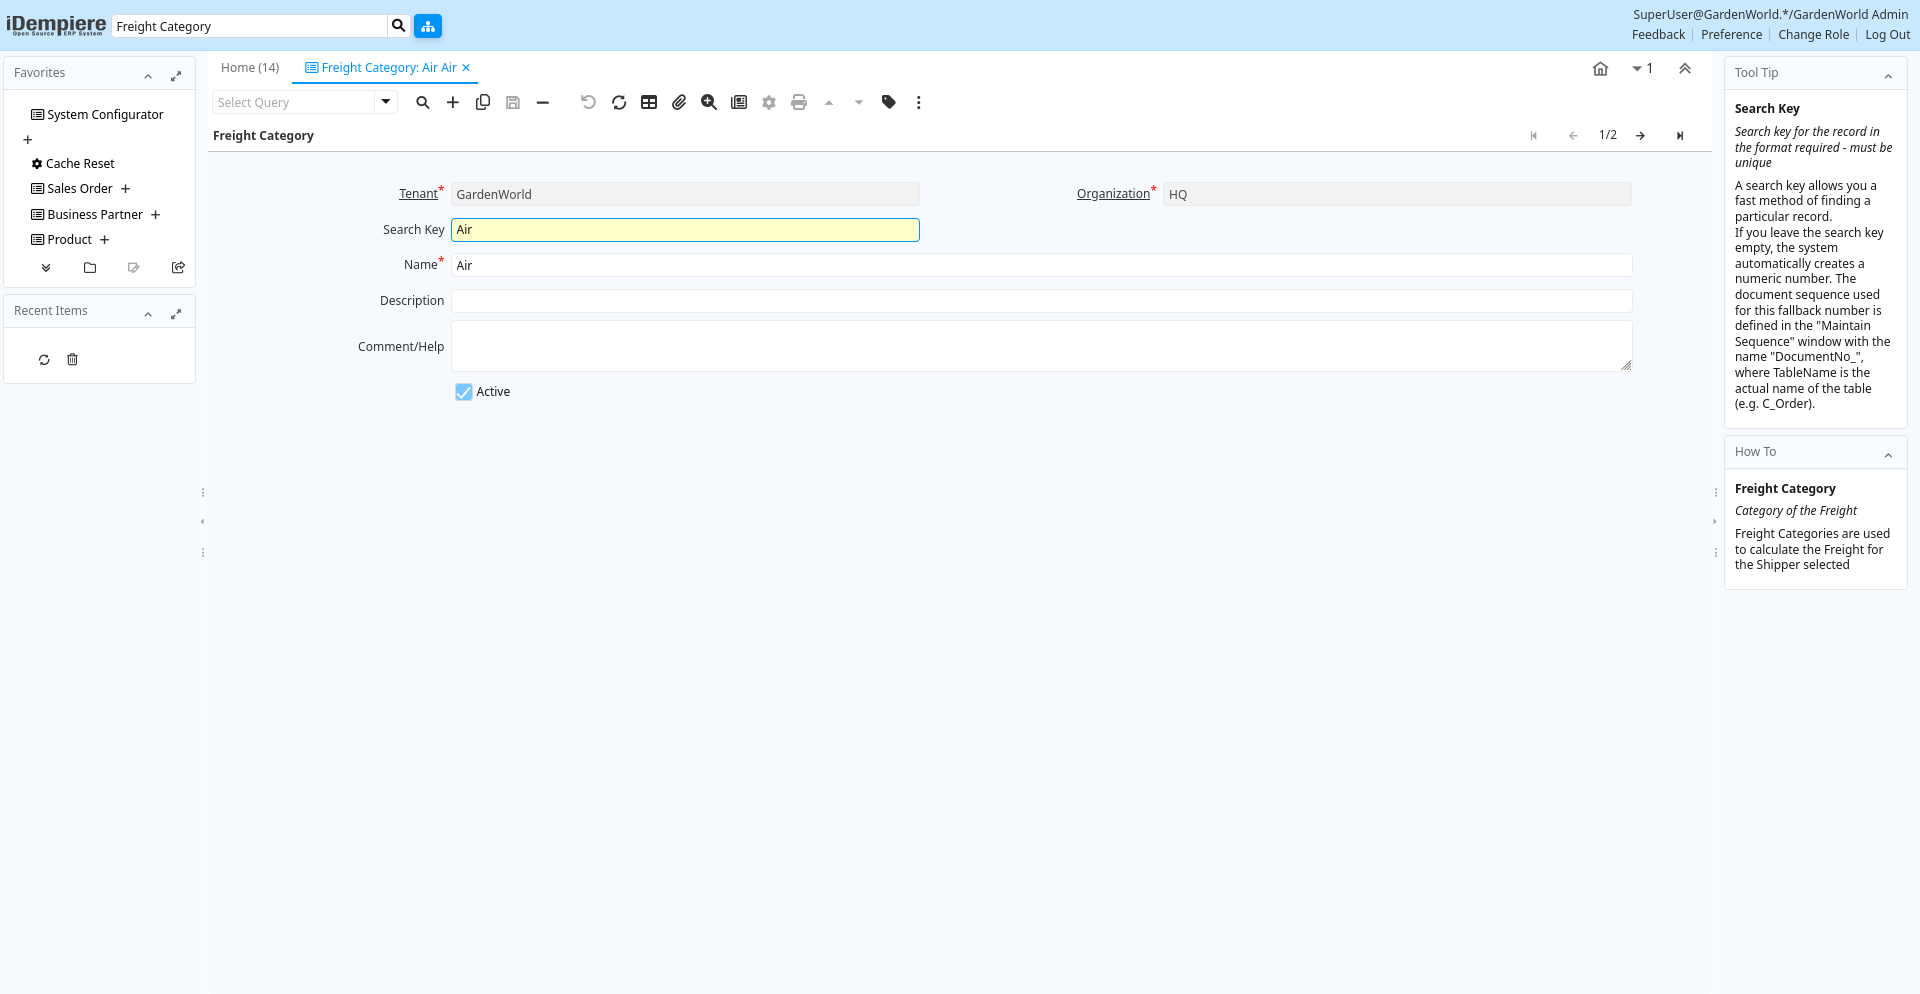 iDempiere
Open Source ERP System
Freight Category
SuperUser@GardenWorld.*/GardenWorld Admin
Feedback
Preference
Change Role
Log Out
Favorites
System Configurator
Cache Reset
Sales Order
Business Partner
Product
Recent Items
Home (14)
Freight Category: Air Air
1
Select Query
Freight Category
1/2
Tenant*
GardenWorld
Organization*
HQ
Search Key
Air
Name*
Air
Description
Comment/Help
Active
Tool Tip
Search Key
Search key for the record in
the format required - must be
unique
A search key allows you a
fast method of finding a
particular record.
If you leave the search key
empty, the system
automatically creates a
numeric number. The
document sequence used
for this fallback number is
defined in the "Maintain
Sequence" window with the
name "DocumentNo_",
where TableName is the
actual name of the table
(e.g. C_Order).
How To
Freight Category
Category of the Freight
Freight Categories are used
to calculate the Freight for
the Shipper selected